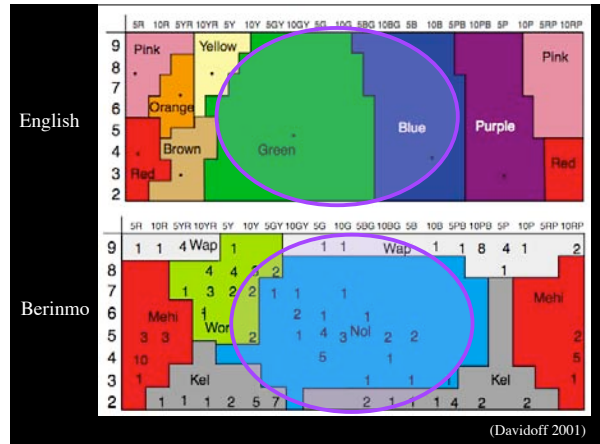 5R 10R 5YR 10YR 5Y 10Y 5GY 10GY 5G 10G 5BG 10BG 5B 10B 5PB 10PB 5P 10P 5RP 10RP
9
Pink Yellow Pink
8
7
6
Orange
English
5
Brown Green Blue Purple
4
Red Red
3
2
5R 10R 5YR 10YR 5Y 10Y 5GY 10GY 5G 10G 5BG 10BG 5B 10B 5PB 10PB 5P 10P 5RP 10RP
9 1 1 4 Wap 1 1 1 Wap 1 1 8 4 1 2
8 4 4 2 1
7 1 3 2 2 1 1 1
Mehi
Berinmo
6 Mehi 1 2 1
Wor Nol
5 3 3 2 1 4 3 2 2 2
4 10 5 1 5
3 1 Kel 1 1 1 Kel 1
2 1 1 1 2 5 7 2 1 1 1 4 2 2
(Davidoff 2001)